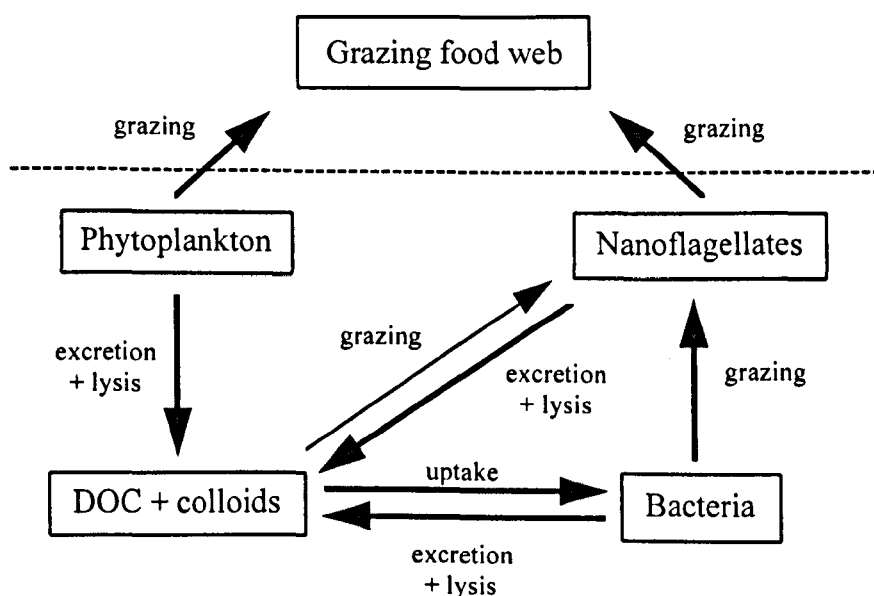 Grazing food web
grazing
grazing
Phytoplankton
Nanoflagellates
excretion
+ lysis
grazing
excretion
+ lysis
grazing
DOC + colloids
uptake
Bacteria
excretion
+ lysis